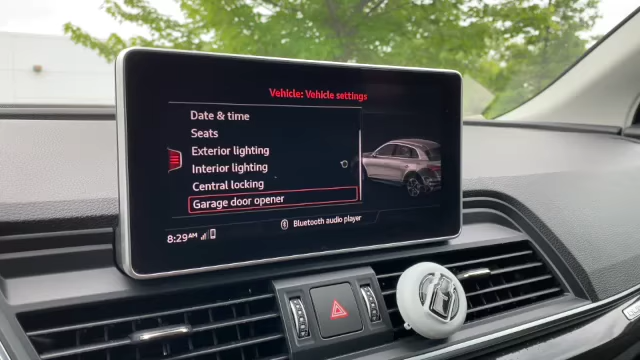 Vehicle: Vehicle settings
Date & time
Seats
Exterior lighting
Interior lighting
Central locking
Garage door opener
Bluetooth audio player
8:29 AM